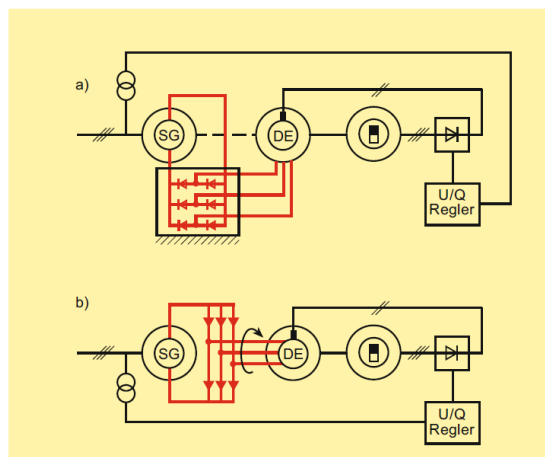 a)
SG
DE
U/Q
Regler
b)
SG
DE
U/Q
Regler